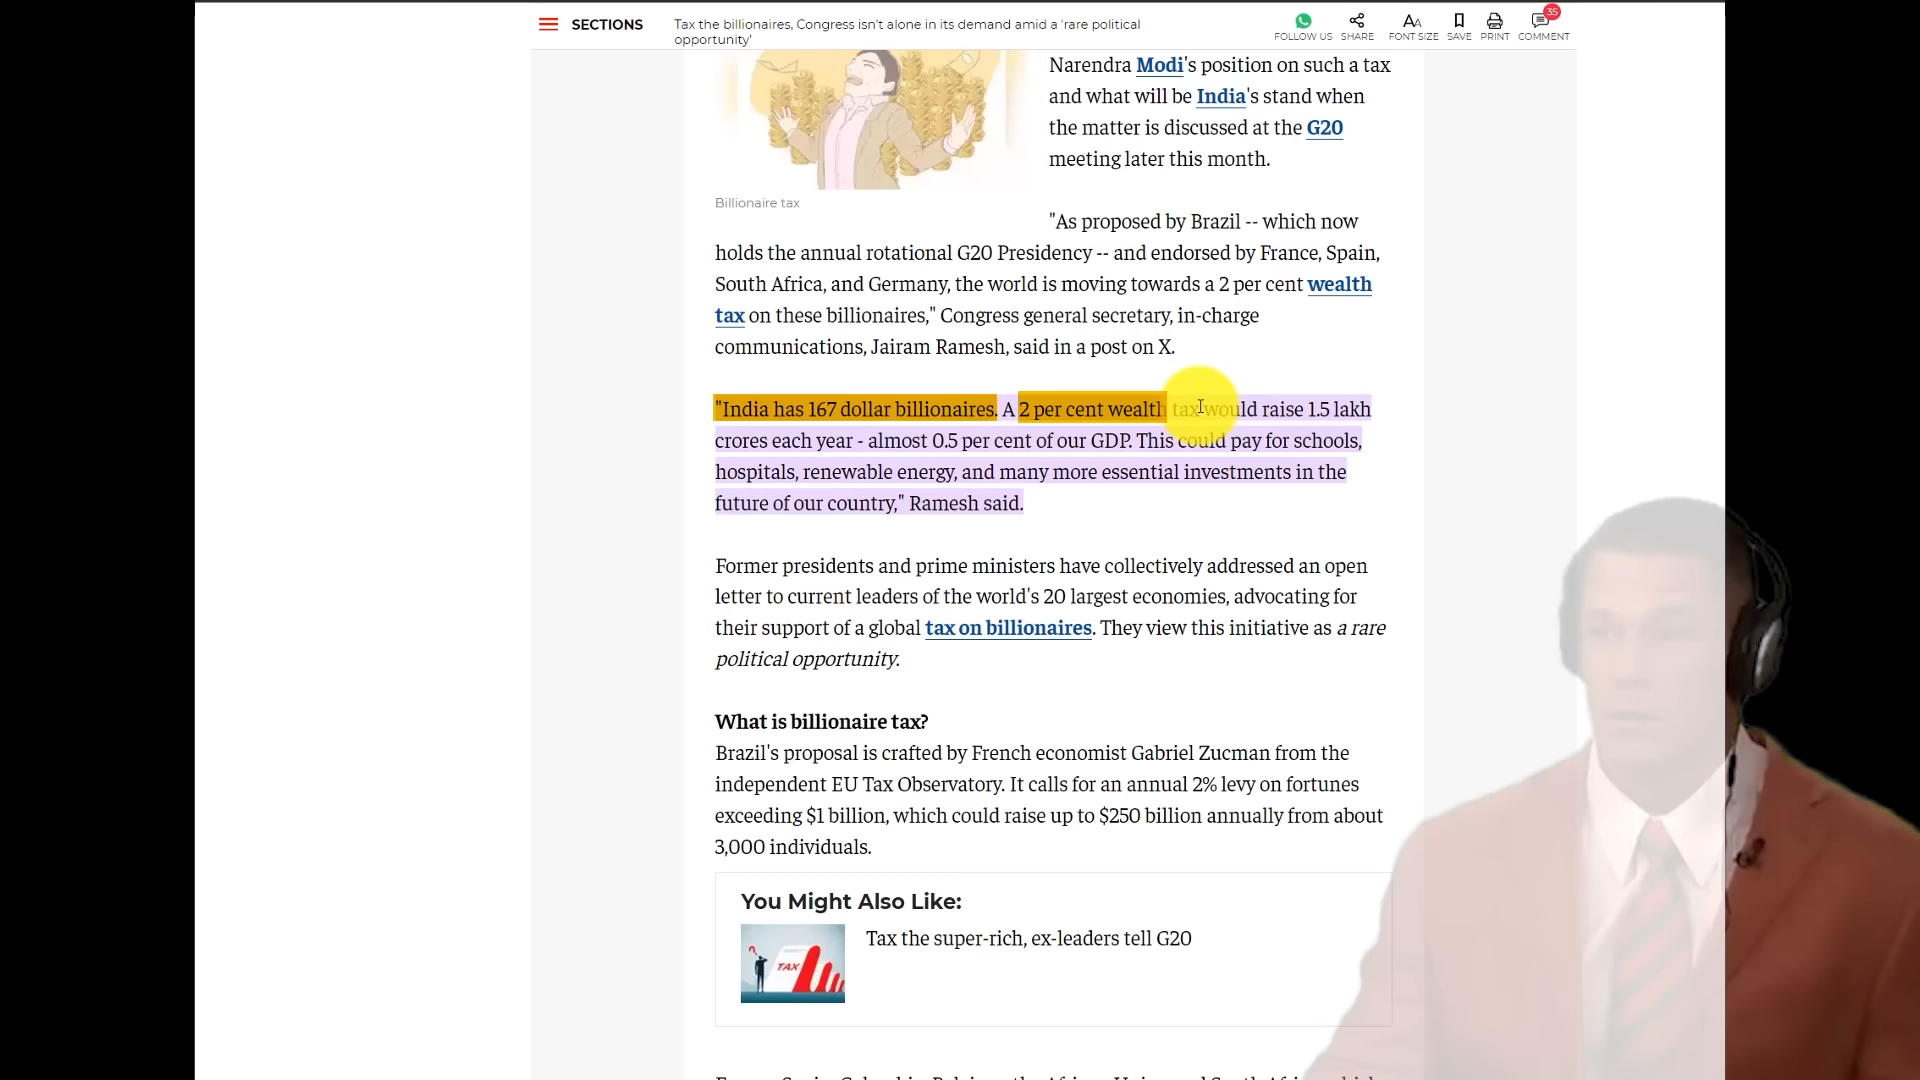 SECTIONS
Tax the billionaires, Congress isn't alone in its demand amid a 'rare political
opportunity'
FOLLOW US
SHARE
FONT SIZE
SAVE
PRINT
35
COMMENT
Narendra Modi's position on such a tax
and what will be India's stand when
the matter is discussed at the G20
meeting later this month.
Billionaire tax
"As proposed by Brazil -- which now
holds the annual rotational G20 Presidency -- and endorsed by France, Spain,
South Africa, and Germany, the world is moving towards a 2 per cent wealth
tax on these billionaires," Congress general secretary, in-charge
communications, Jairam Ramesh, said in a post on X.
"India has 167 dollar billionaires. A 2 per cent wealth tax would raise 1.5 lakh
crores each year - almost 0.5 per cent of our GDP. This could pay for schools,
hospitals, renewable energy, and many more essential investments in the
future of our country," Ramesh said.
Former presidents and prime ministers have collectively addressed an open
letter to current leaders of the world's 20 largest economies, advocating for
their support of a global tax on billionaires. They view this initiative as a rare
political opportunity.
What is billionaire tax?
Brazil's proposal is crafted by French economist Gabriel Zucman from the
independent EU Tax Observatory. It calls for an annual 2% levy on fortunes
exceeding $1 billion, which could raise up to $250 billion annually from about
3,000 individuals.
You Might Also Like:
TAX
Tax the super-rich, ex-leaders tell G20